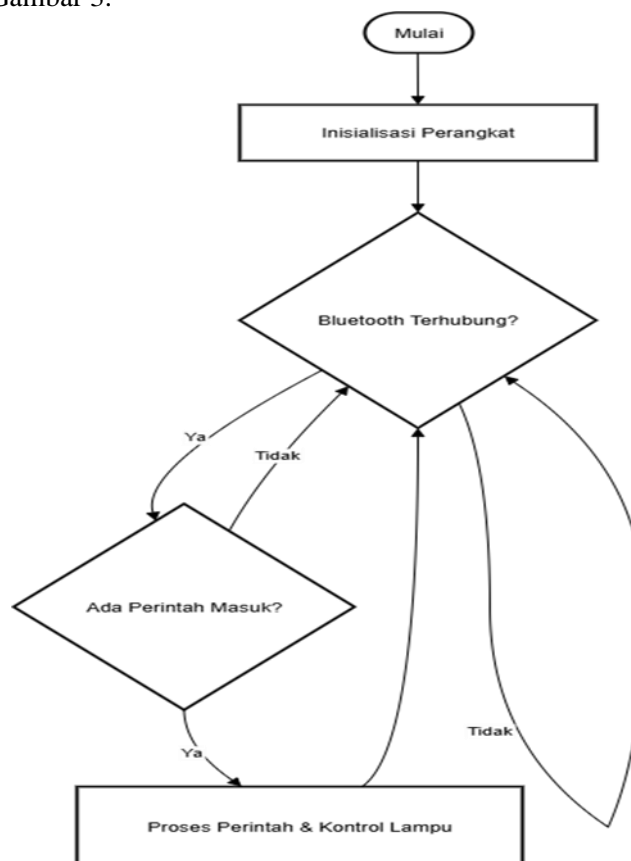 Gambar 3.
Mulai
Inisialisasi Perangkat
Bluetooth Terhubung?
Ya
Tidak
Ada Perintah Masuk?
Tidak
Ya
Proses Perintah & Kontrol Lampu